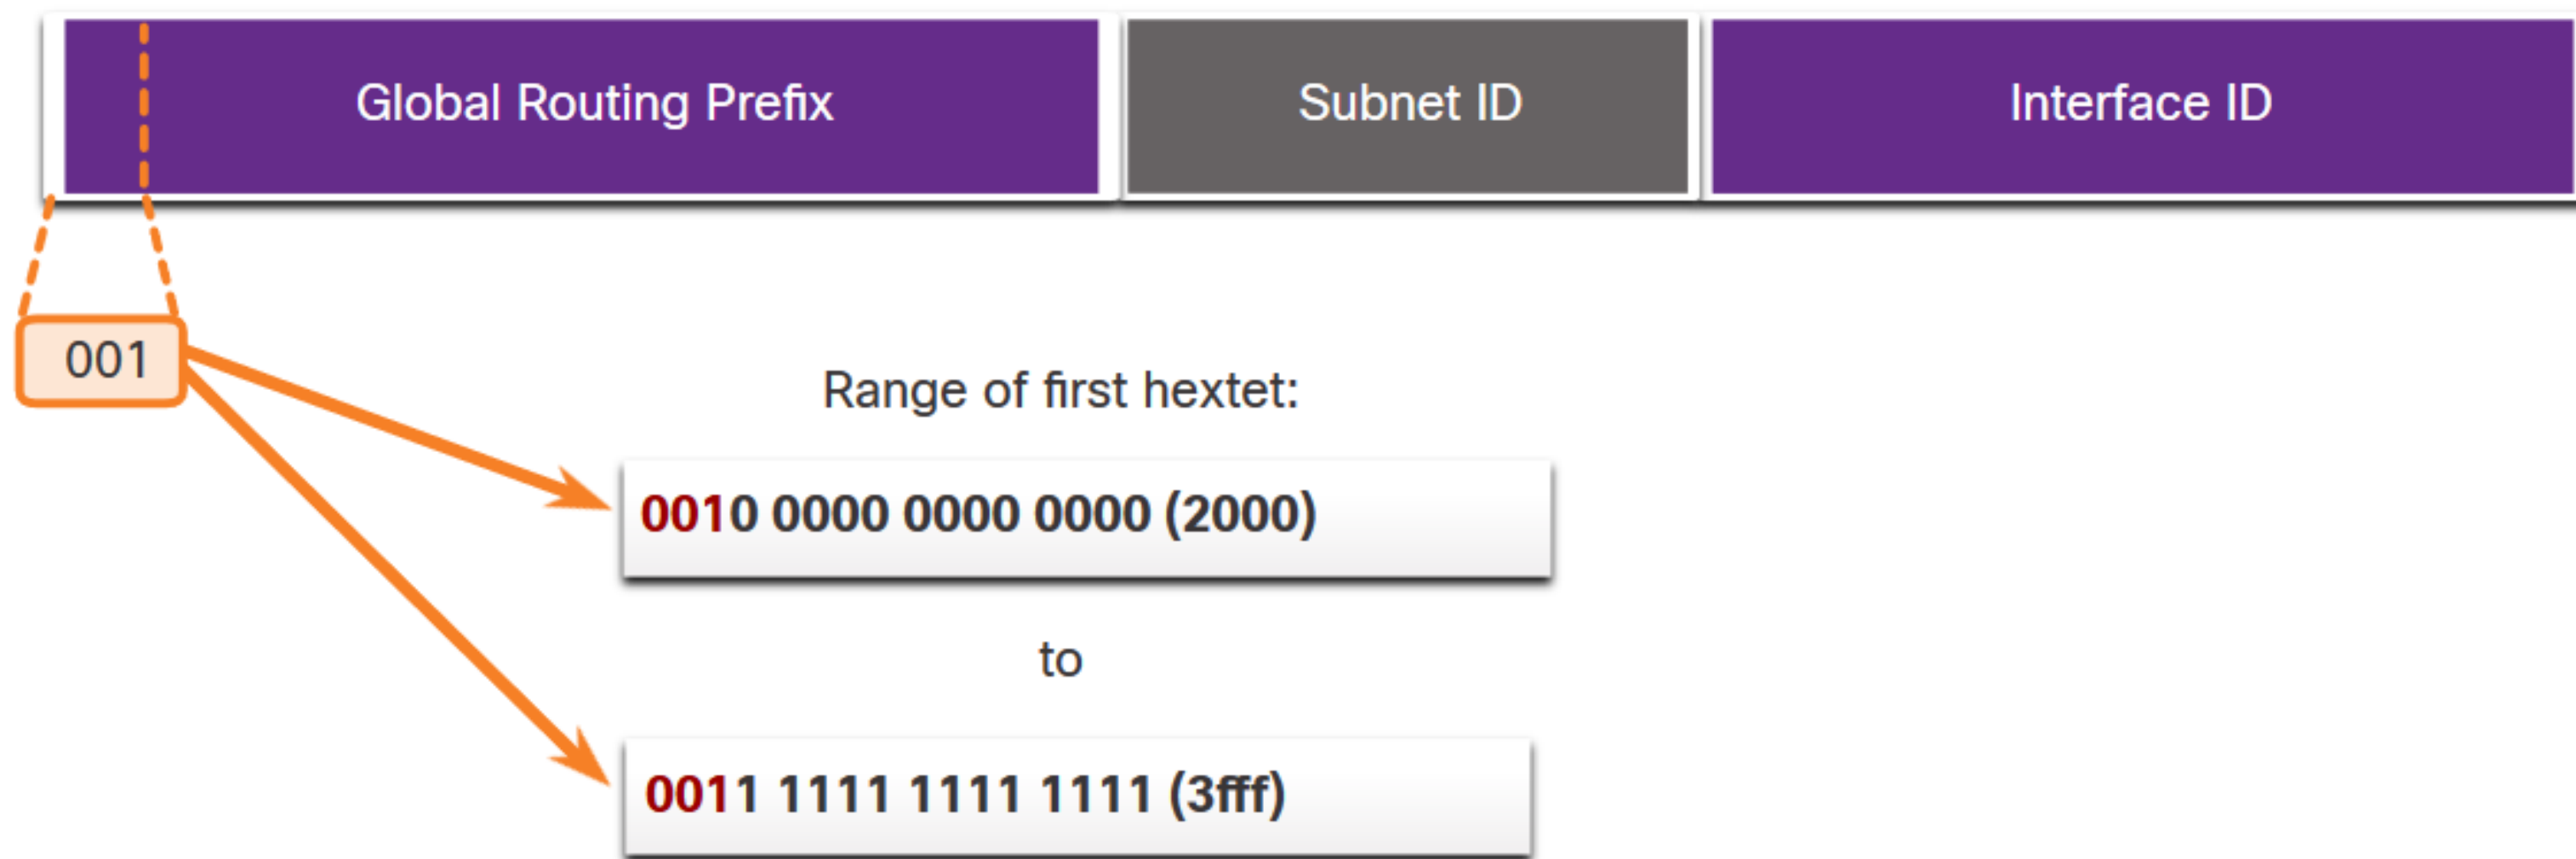 Global Routing Prefix
Subnet ID
Interface ID
001
Range of first hextet:
0010 0000 0000 0000 (2000)
to
0011 1111 1111 1111 (3fff)